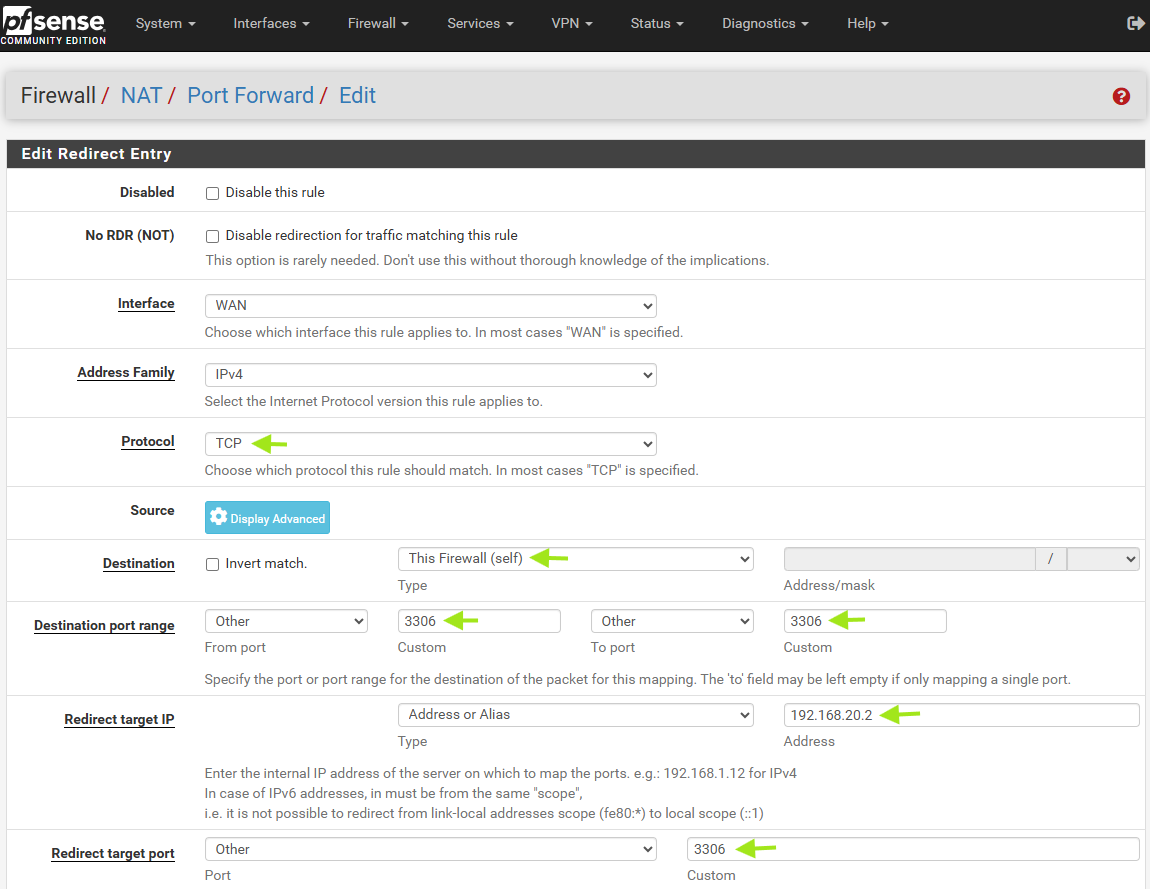 pfsense
COMMUNITY EDITION
System Interfaces Firewall Services VPN Status Diagnostics Help
Firewall / NAT / Port Forward / Edit
?
Edit Redirect Entry
Disabled Disable this rule
No RDR (NOT) Disable redirection for traffic matching this rule
This option is rarely needed. Don't use this without thorough knowledge of the implications.
Interface WAN
Choose which interface this rule applies to. In most cases "WAN" is specified.
Address Family IPv4
Select the Internet Protocol version this rule applies to.
Protocol TCP
Choose which protocol this rule should match. In most cases "TCP" is specified.
Source Display Advanced
Destination Invert match. This Firewall (self) /
Type Address/mask
Destination port range Other 3306 Other 3306
From port Custom To port Custom
Specify the port or port range for the destination of the packet for this mapping. The 'to' field may be left empty if only mapping a single port.
Redirect target IP Address or Alias 192.168.20.2
Type Address
Enter the internal IP address of the server on which to map the ports. e.g.: 192.168.1.12 for IPv4
In case of IPv6 addresses, in must be from the same "scope",
i.e. it is not possible to redirect from link-local addresses scope (fe80:*) to local scope (::1)
Redirect target port Other 3306
Port Custom